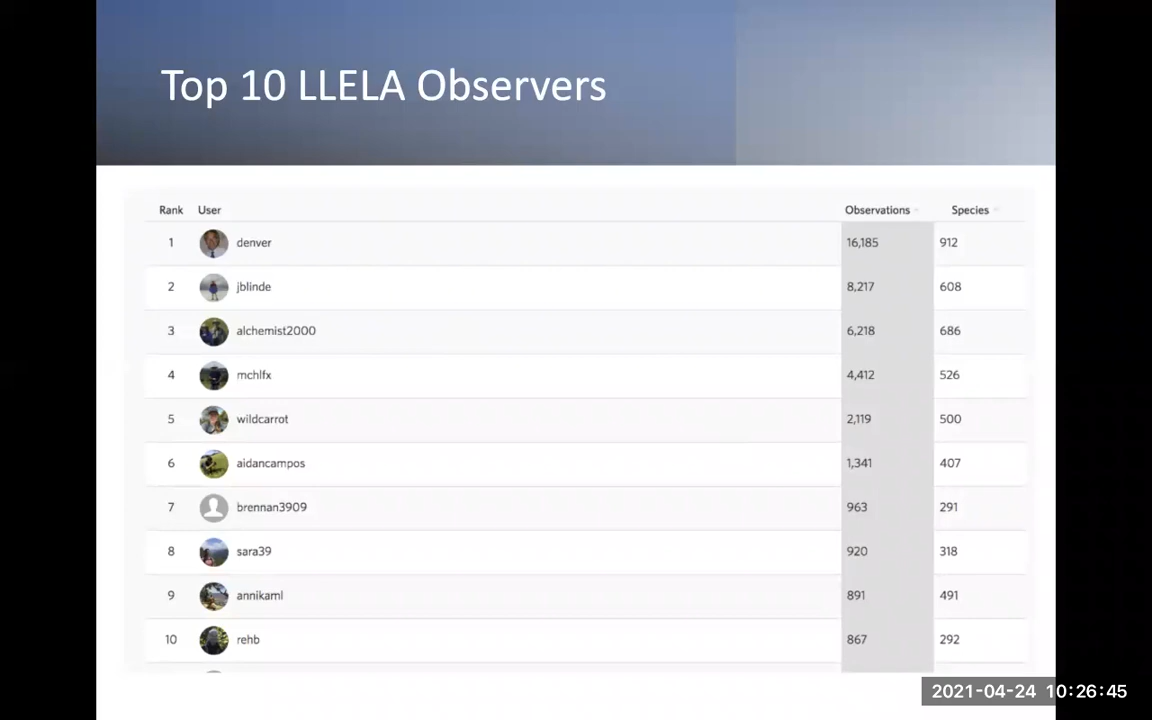 Top 10 LLELA Observers
Rank User Observations Species
1 denver 16,185 912
2 jblinde 8,217 608
3 alchemist2000 6,218 686
4 mchlfx 4,412 526
5 wildcarrot 2,119 500
6 aidancampos 1,341 407
7 brennan3909 963 291
8 sara39 920 318
9 annikaml 891 491
10 rehb 867 292
2021-04-24 10:26:45